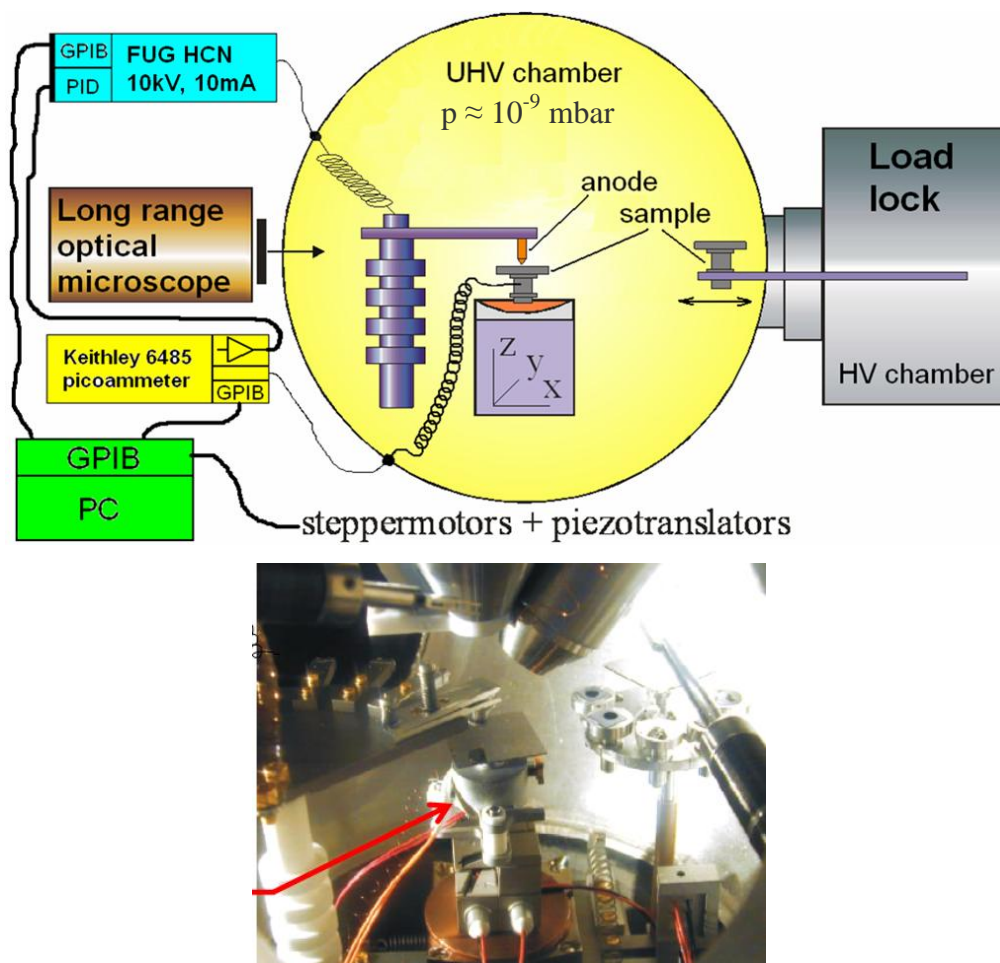 GPIB
PID
FUG HCN
10kV, 10mA
UHV chamber
p ≈ 10⁻⁹ mbar
Long range
optical
microscope
anode
sample
Load
lock
HV chamber
Keithley 6485
picoammeter
GPIB
GPIB
PC
z
y
x
steppermotors + piezotranslators